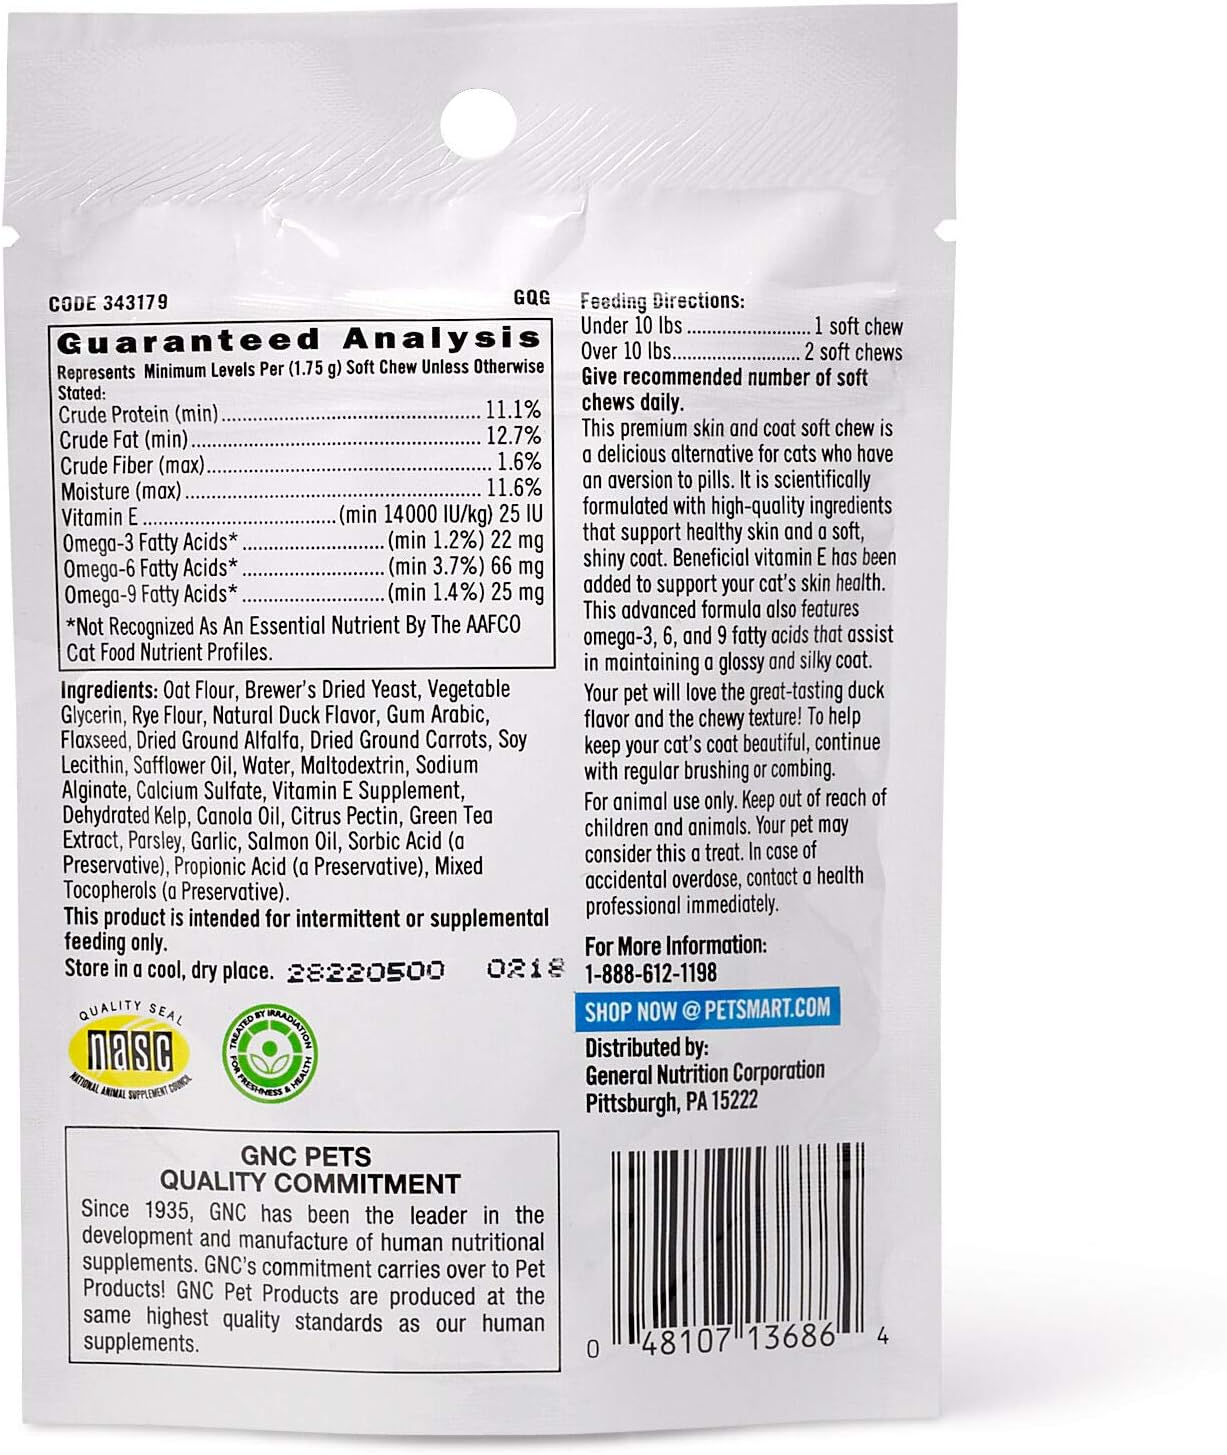 CODE 343179
GQG
Guaranteed Analysis
Represents Minimum Levels Per (1.75 g) Soft Chew Unless Otherwise
Stated:
Crude Protein (min)........................................ 11.1%
Crude Fat (min)............................................. 12.7%
Crude Fiber (max)............................................ 1.6%
Moisture (max).............................................. 11.6%
Vitamin E .............................. (min 14000 IU/kg) 25 IU
Omega-3 Fatty Acids* ...................... (min 1.2%) 22 mg
Omega-6 Fatty Acids* ...................... (min 3.7%) 66 mg
Omega-9 Fatty Acids* ...................... (min 1.4%) 25 mg
*Not Recognized As An Essential Nutrient By The AAFCO
Cat Food Nutrient Profiles.
Ingredients: Oat Flour, Brewer's Dried Yeast, Vegetable
Glycerin, Rye Flour, Natural Duck Flavor, Gum Arabic,
Flaxseed, Dried Ground Alfalfa, Dried Ground Carrots, Soy
Lecithin, Safflower Oil, Water, Maltodextrin, Sodium
Alginate, Calcium Sulfate, Vitamin E Supplement,
Dehydrated Kelp, Canola Oil, Citrus Pectin, Green Tea
Extract, Parsley, Garlic, Salmon Oil, Sorbic Acid (a
Preservative), Propionic Acid (a Preservative), Mixed
Tocopherols (a Preservative).
This product is intended for intermittent or supplemental
feeding only.
Store in a cool, dry place. 28220500 0218
QUALITY SEAL
nasc
NATIONAL ANIMAL SUPPLEMENT COUNCIL
TREATED BY IRRADIATION
FOR FRESHNESS & HEALTH
GNC PETS
QUALITY COMMITMENT
Since 1935, GNC has been the leader in the
development and manufacture of human nutritional
supplements. GNC's commitment carries over to Pet
Products! GNC Pet Products are produced at the
same highest quality standards as our human
supplements.
Feeding Directions:
Under 10 lbs ........................ 1 soft chew
Over 10 lbs......................... 2 soft chews
Give recommended number of soft
chews daily.
This premium skin and coat soft chew is
a delicious alternative for cats who have
an aversion to pills. It is scientifically
formulated with high-quality ingredients
that support healthy skin and a soft,
shiny coat. Beneficial vitamin E has been
added to support your cat's skin health.
This advanced formula also features
omega-3, 6, and 9 fatty acids that assist
in maintaining a glossy and silky coat.
Your pet will love the great-tasting duck
flavor and the chewy texture! To help
keep your cat's coat beautiful, continue
with regular brushing or combing.
For animal use only. Keep out of reach of
children and animals. Your pet may
consider this a treat. In case of
accidental overdose, contact a health
professional immediately.
For More Information:
1-888-612-1198
SHOP NOW @ PETSMART.COM
Distributed by:
General Nutrition Corporation
Pittsburgh, PA 15222
0 48107 13686 4